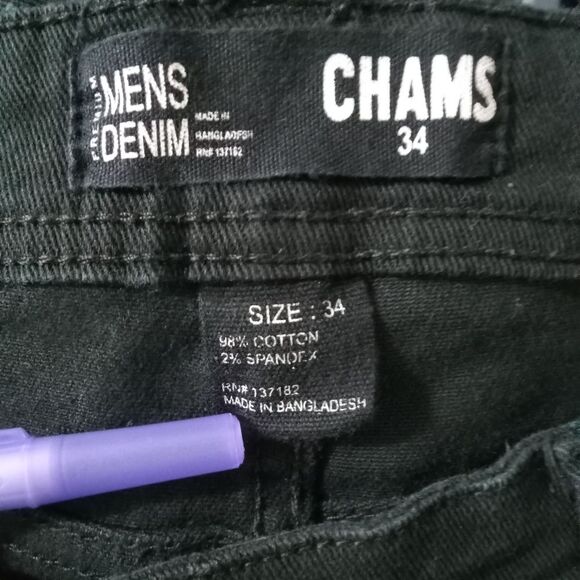 PREMIUM
MENS
DENIM
MADE IN
BANGLADESH
RN# 137182
CHAMS
34
SIZE : 34
98% COTTON
2% SPANDEX
RN# 137182
MADE IN BANGLADESH